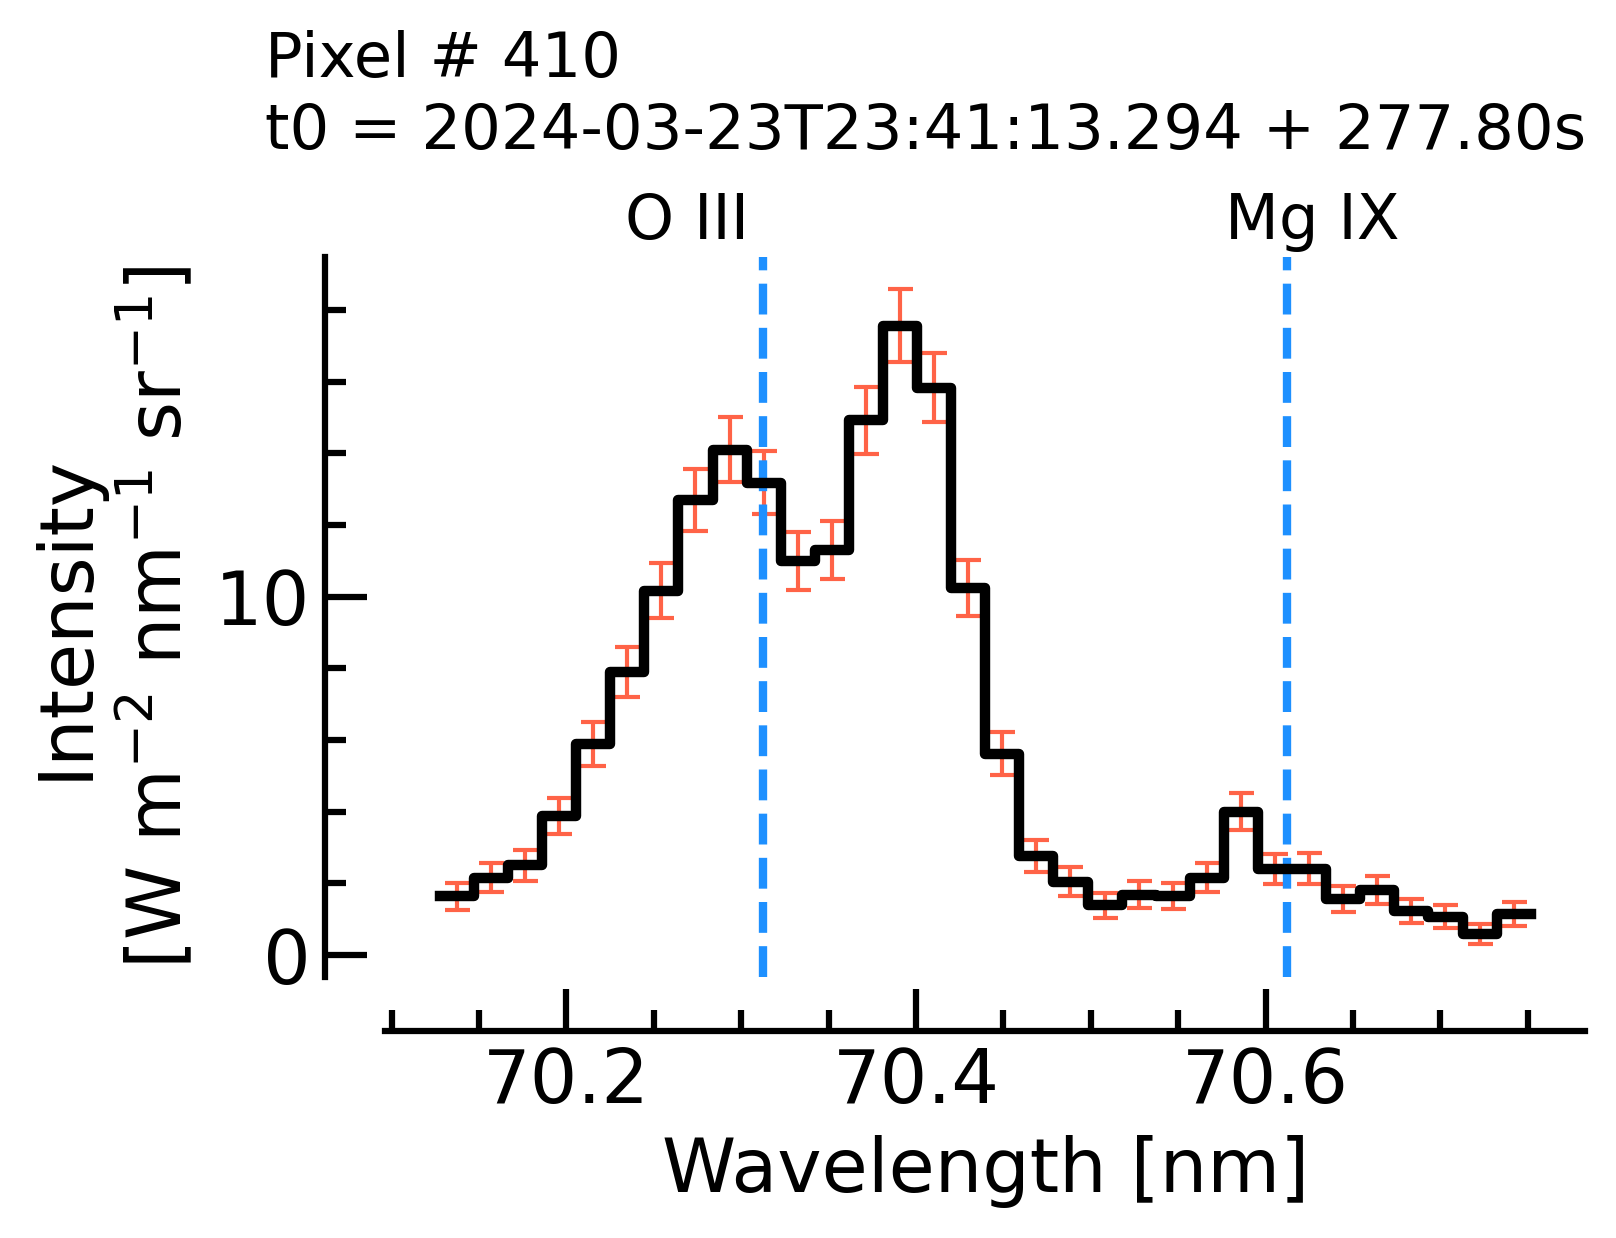 Pixel # 410
t0 = 2024-03-23T23:41:13.294 + 277.80s
O III
Mg IX
Intensity
[W m⁻² nm⁻¹ sr⁻¹]
10
0
70.2
70.4
70.6
Wavelength [nm]